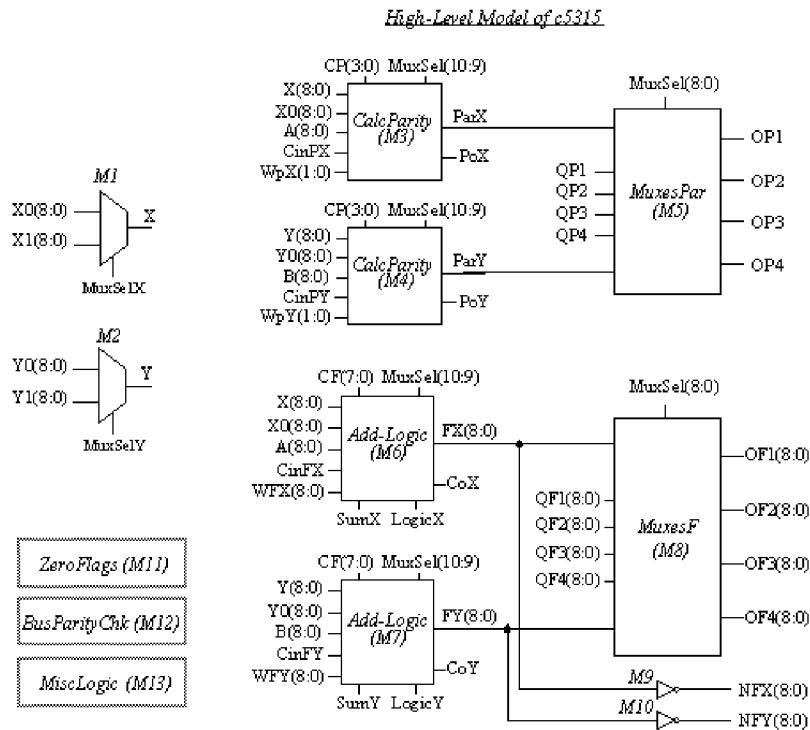 High-Level Model of c5315
M1
X0(8:0)
X1(8:0)
X
MuxSelX
M2
Y0(8:0)
Y1(8:0)
Y
MuxSelY
ZeroFlags (M11)
BusParityChk (M12)
MiscLogic (M13)
CP(3:0) MuxSel(10:9)
X(8:0)
X0(8:0)
A(8:0)
CinPX
WpX(1:0)
CalcParity
(M3)
ParX
PoX
CP(3:0) MuxSel(10:9)
Y(8:0)
Y0(8:0)
B(8:0)
CinPY
WpY(1:0)
CalcParity
(M4)
ParY
PoY
MuxSel(8:0)
QP1
QP2
QP3
QP4
MuxesPar
(M5)
OP1
OP2
OP3
OP4
CF(7:0) MuxSel(10:9)
X(8:0)
X0(8:0)
A(8:0)
CinFX
WFX(8:0)
Add-Logic
(M6)
FX(8:0)
CoX
SumX LogicX
CF(7:0) MuxSel(10:9)
Y(8:0)
Y0(8:0)
B(8:0)
CinFY
WFY(8:0)
Add-Logic
(M7)
FY(8:0)
CoY
SumY LogicY
MuxSel(8:0)
QF1(8:0)
QF2(8:0)
QF3(8:0)
QF4(8:0)
MuxesF
(M8)
OF1(8:0)
OF2(8:0)
OF3(8:0)
OF4(8:0)
M9
NFX(8:0)
M10
NFY(8:0)